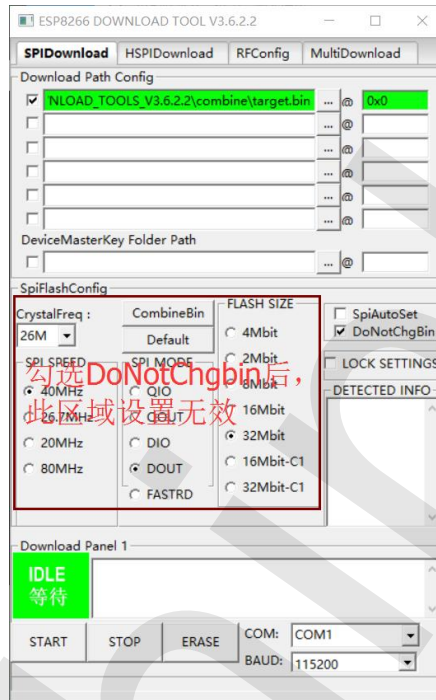 ESP8266 DOWNLOAD TOOL V3.6.2.2
SPIDownload HSPIDownload RFConfig MultiDownload
Download Path Config
'NLOAD_TOOLS_V3.6.2.2\combine\target.bin ... @ 0x0
... @
... @
... @
... @
... @
DeviceMasterKey Folder Path
... @
SpiFlashConfig
CrystalFreq :
26M
CombineBin
Default
SPI SPEED
40MHz
26.7MHz
20MHz
80MHz
SPI MODE
QIO
QOUT
DIO
DOUT
FASTRD
FLASH SIZE
4Mbit
2Mbit
8Mbit
16Mbit
32Mbit
16Mbit-C1
32Mbit-C1
勾选DoNotChgbin后，
此区域设置无效
SpiAutoSet
DoNotChgBin
LOCK SETTINGS
DETECTED INFO
Download Panel 1
IDLE
等待
START STOP ERASE
COM: COM1
BAUD: 115200